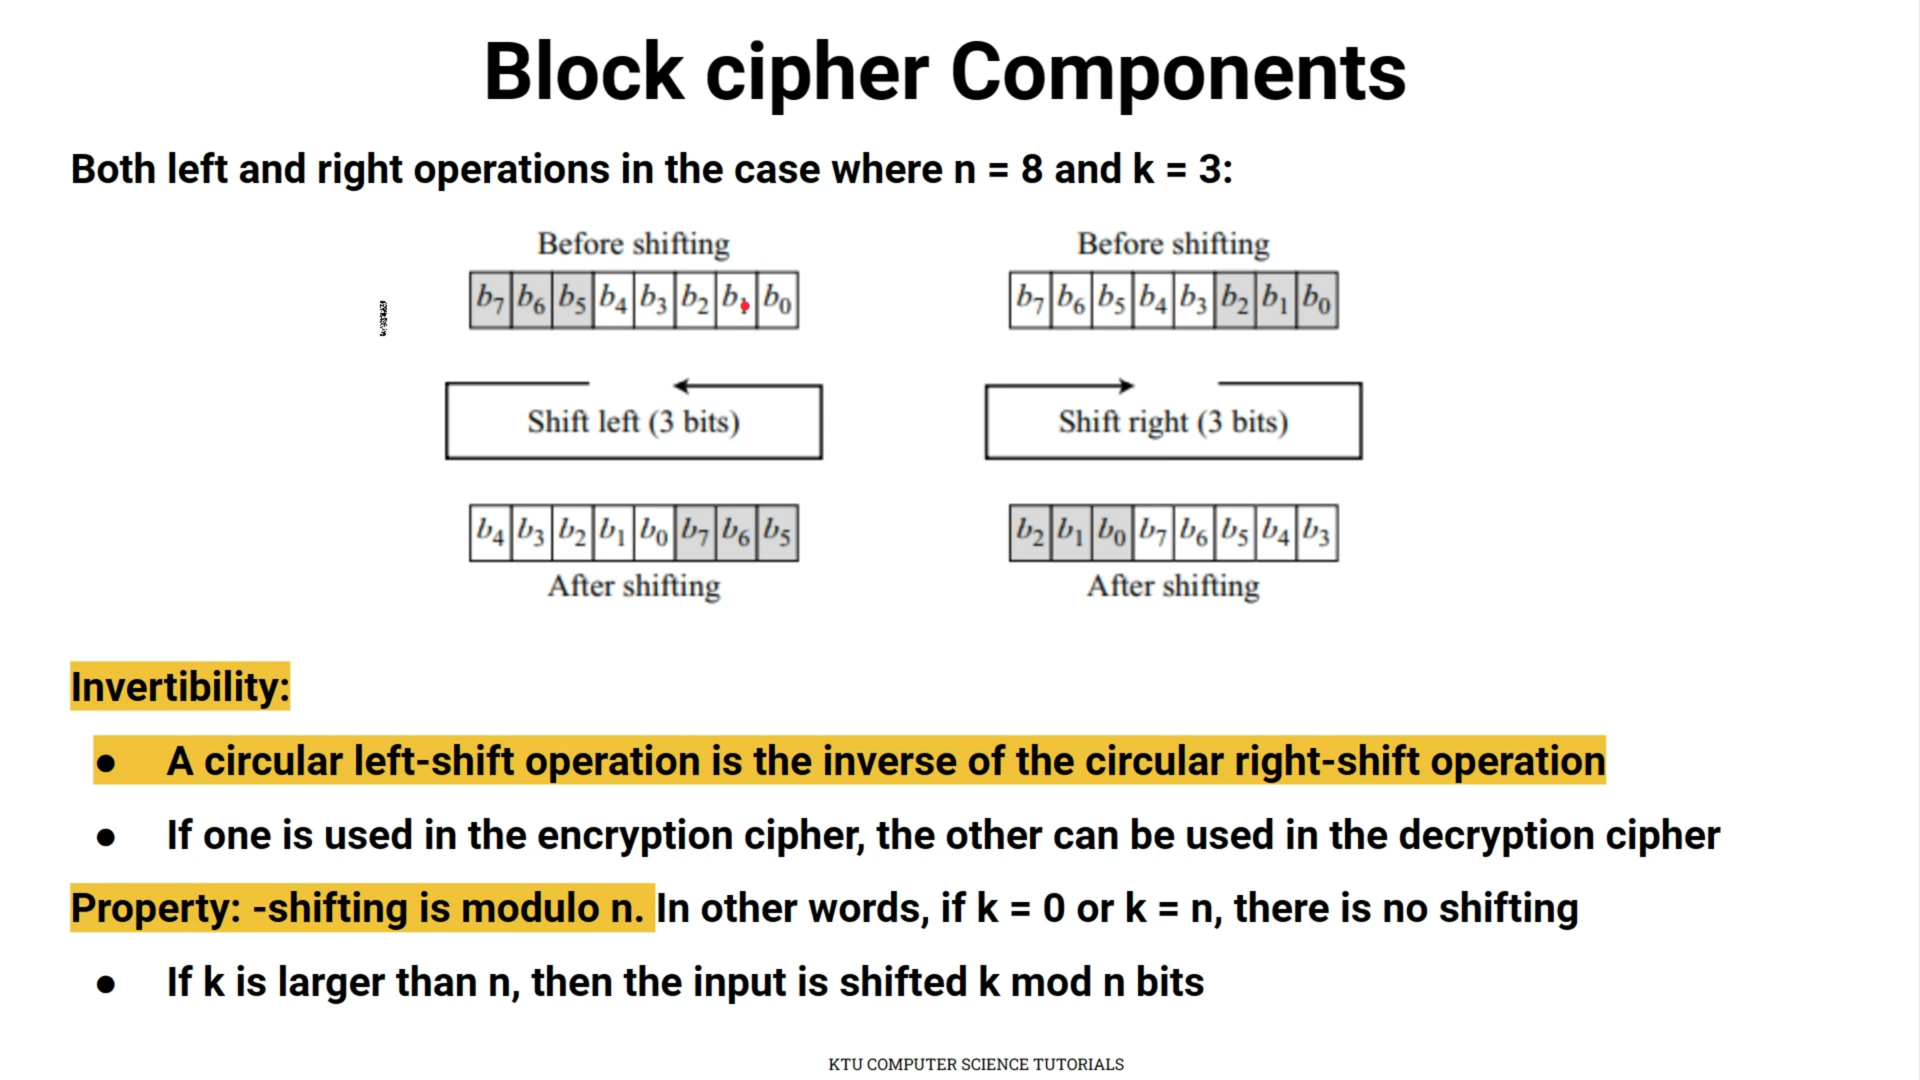 Block cipher Components
Both left and right operations in the case where n = 8 and k = 3:
Before shifting
b7 b6 b5 b4 b3 b2 b1 b0
Shift left (3 bits)
b4 b3 b2 b1 b0 b7 b6 b5
After shifting
Before shifting
b7 b6 b5 b4 b3 b2 b1 b0
Shift right (3 bits)
b2 b1 b0 b7 b6 b5 b4 b3
After shifting
Invertibility:
● A circular left-shift operation is the inverse of the circular right-shift operation
● If one is used in the encryption cipher, the other can be used in the decryption cipher
Property: -shifting is modulo n. In other words, if k = 0 or k = n, there is no shifting
● If k is larger than n, then the input is shifted k mod n bits
KTU COMPUTER SCIENCE TUTORIALS